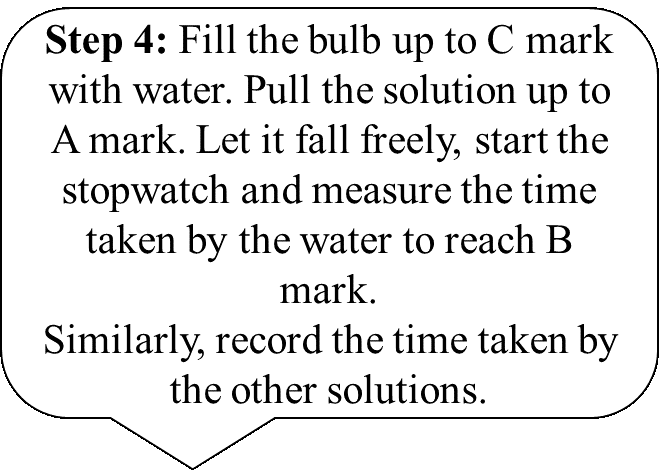 Step 4: Fill the bulb up to C mark
with water. Pull the solution up to
A mark. Let it fall freely, start the
stopwatch and measure the time
taken by the water to reach B
mark.
Similarly, record the time taken by
the other solutions.